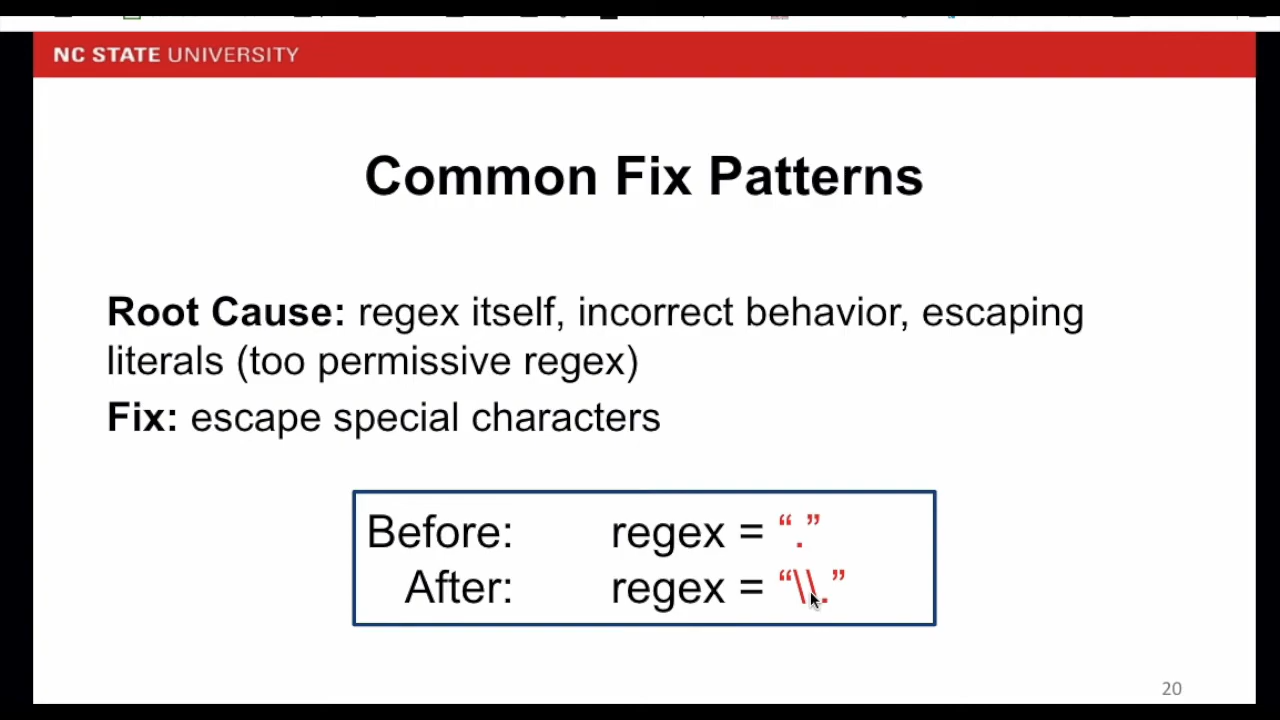 NC STATE UNIVERSITY
Common Fix Patterns
Root Cause: regex itself, incorrect behavior, escaping
literals (too permissive regex)
Fix: escape special characters
Before: regex = “.”
After: regex = “\\.”
20